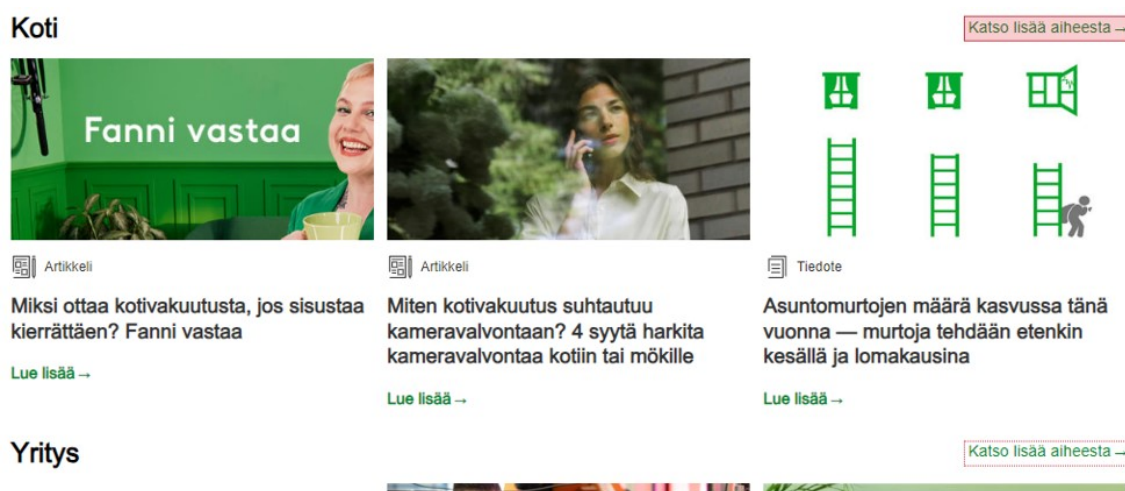 Koti
Katso lisää aiheesta →
Fanni vastaa
Artikkeli
Miksi ottaa kotivakuutusta, jos sisustaa
kierrättäen? Fanni vastaa
Lue lisää →
Artikkeli
Miten kotivakuutus suhtautuu
kameravalvontaan? 4 syytä harkita
kameravalvontaa kotiin tai mökille
Lue lisää →
Tiedote
Asuntomurtojen määrä kasvussa tänä
vuonna — murtoja tehdään etenkin
kesällä ja lomakausina
Lue lisää →
Yritys
Katso lisää aiheesta →